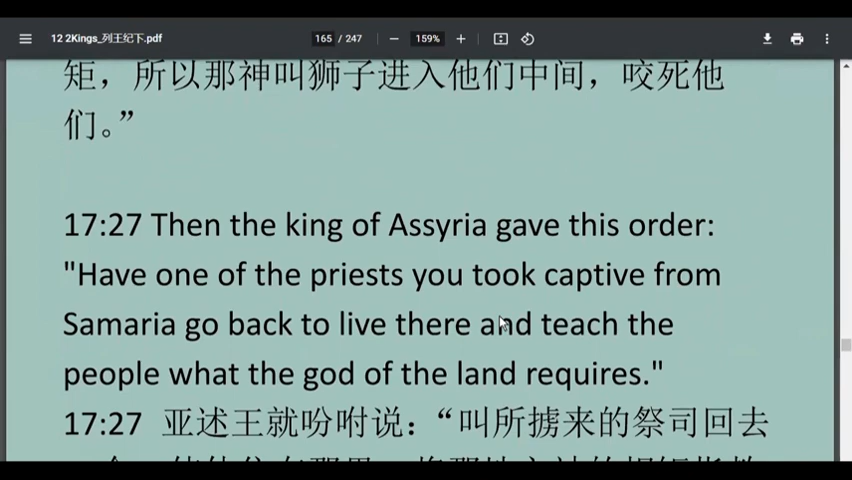 12 2Kings_列王纪下.pdf
165 / 247
159%
矩，所以那神叫狮子进入他们中间，咬死他
们。”
17:27 Then the king of Assyria gave this order:
"Have one of the priests you took captive from
Samaria go back to live there and teach the
people what the god of the land requires."
17:27 亚述王就吩咐说：“叫所掳来的祭司回去